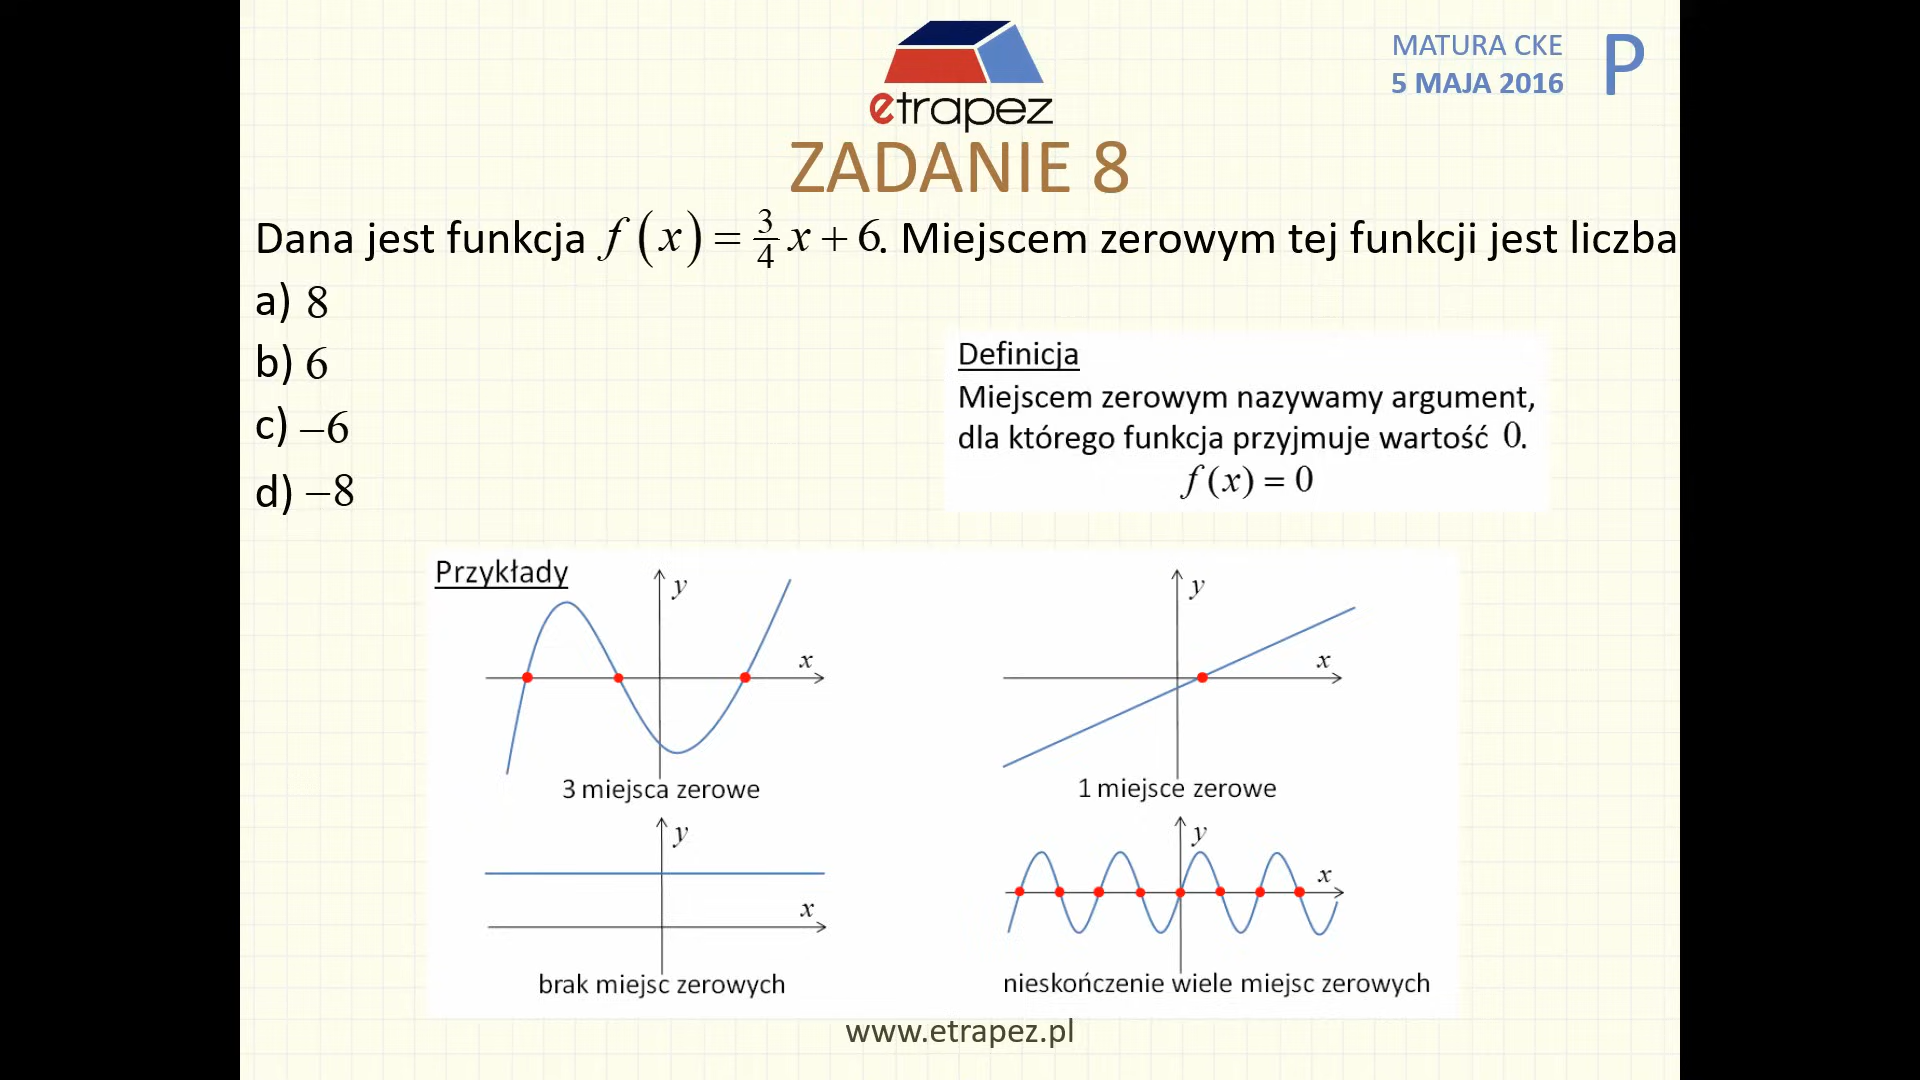 etrapez
MATURA CKE
5 MAJA 2016
P
ZADANIE 8
Dana jest funkcja f(x) = 3/4 x + 6. Miejscem zerowym tej funkcji jest liczba
a) 8
b) 6
c) −6
d) −8
Definicja
Miejscem zerowym nazywamy argument,
dla którego funkcja przyjmuje wartość 0.
f(x) = 0
Przykłady
y
x
3 miejsca zerowe
y
x
1 miejsce zerowe
y
x
brak miejsc zerowych
y
x
nieskończenie wiele miejsc zerowych
www.etrapez.pl